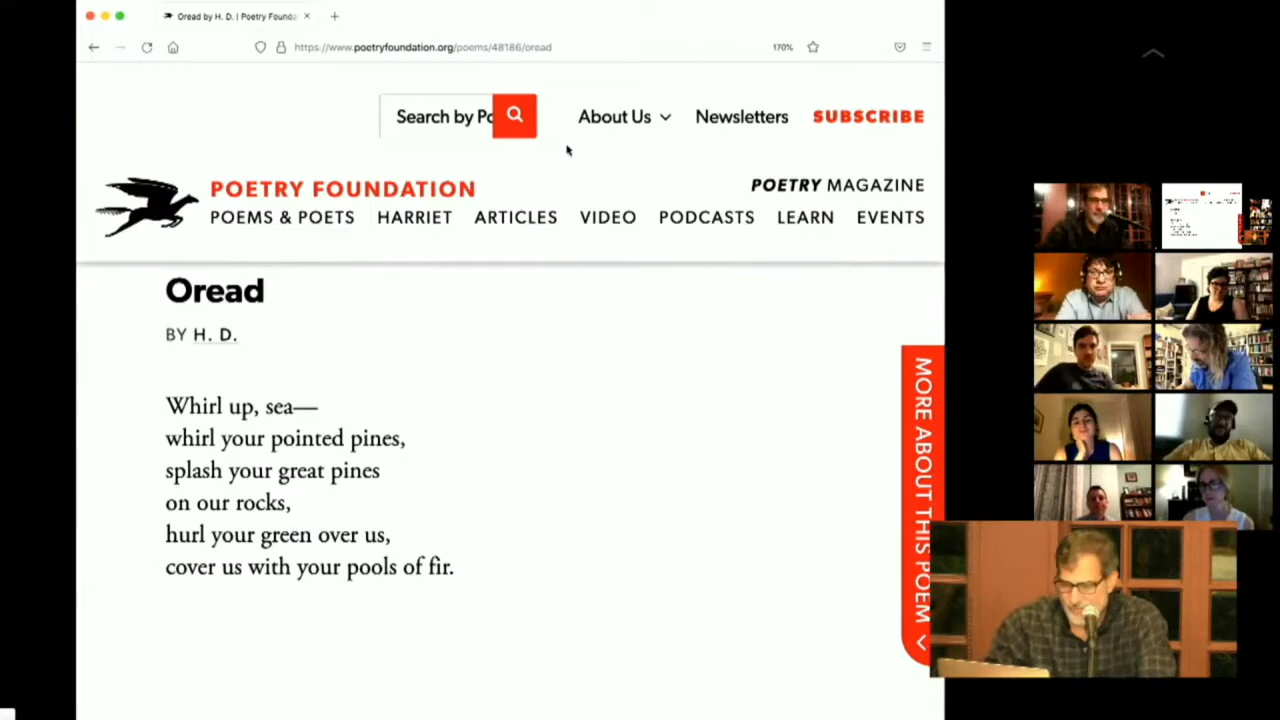 Oread by H. D. | Poetry Founda
https://www.poetryfoundation.org/poems/48186/oread
170%
Search by Po
About Us
Newsletters
SUBSCRIBE
POETRY FOUNDATION
POETRY MAGAZINE
POEMS & POETS
HARRIET
ARTICLES
VIDEO
PODCASTS
LEARN
EVENTS
Oread
BY H. D.
Whirl up, sea—
whirl your pointed pines,
splash your great pines
on our rocks,
hurl your green over us,
cover us with your pools of fir.
MORE ABOUT THIS POEM